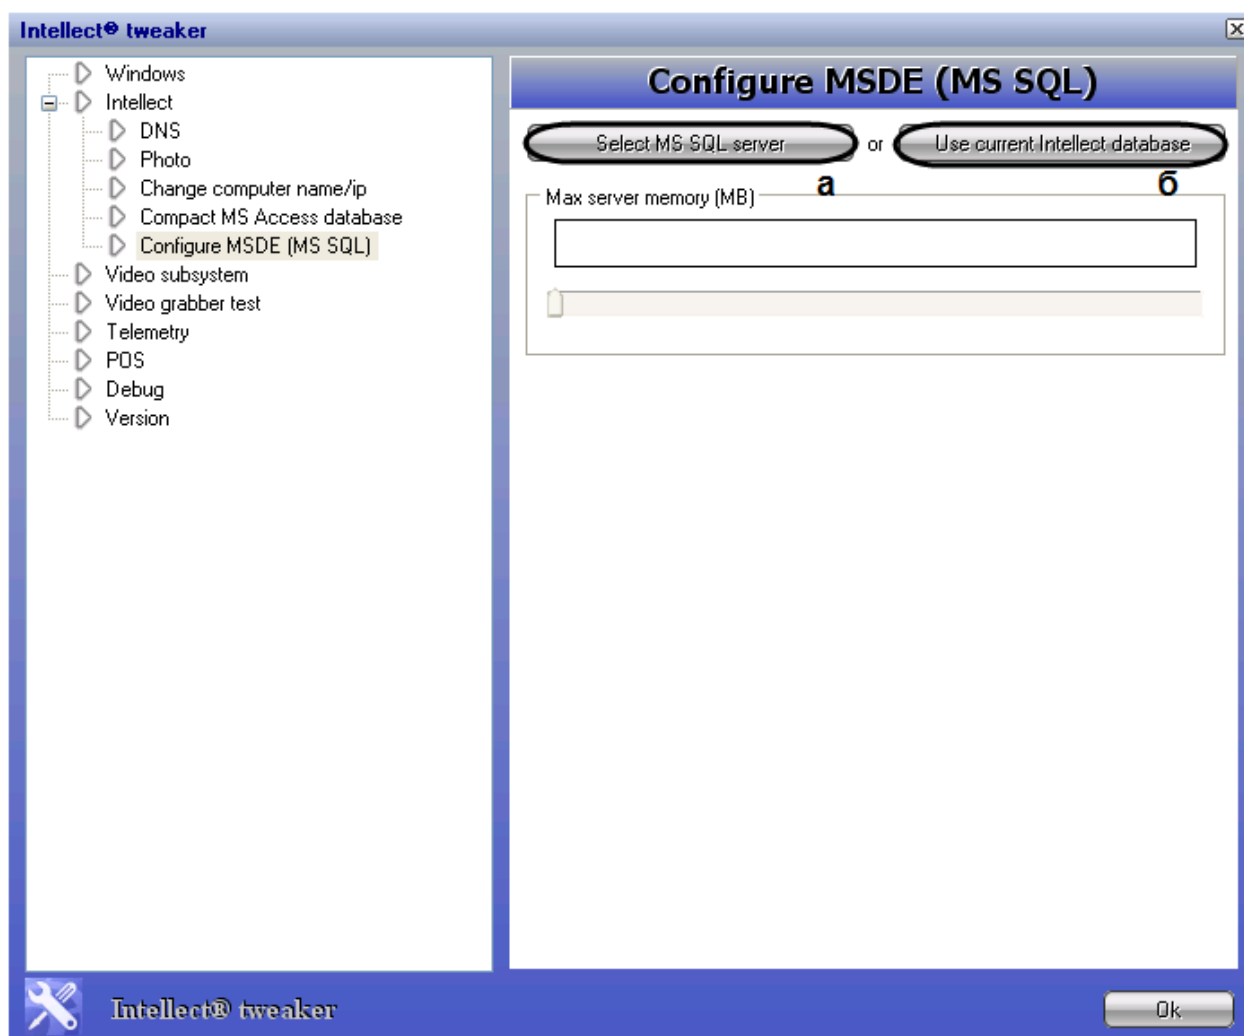 Intellect® tweaker
Windows
Intellect
DNS
Photo
Change computer name/ip
Compact MS Access database
Configure MSDE (MS SQL)
Video subsystem
Video grabber test
Telemetry
POS
Debug
Version
Configure MSDE (MS SQL)
Select MS SQL server or Use current Intellect database
а б
Max server memory (MB)
Intellect® tweaker
Ok